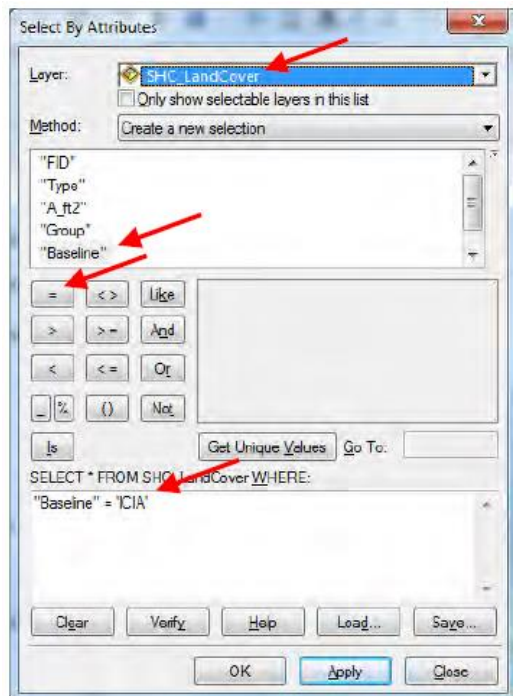 Select By Attributes
Layer: SHC_LandCover
Only show selectable layers in this list
Method: Create a new selection
"FID"
"Type"
"A_ft2"
"Group"
"Baseline"
= <> Like
> >= And
< <= Or
_ % () Not
Is Get Unique Values Go To:
SELECT * FROM SHC_LandCover WHERE:
"Baseline" = 'ICIA'
Clear Verify Help Load... Save...
OK Apply Close